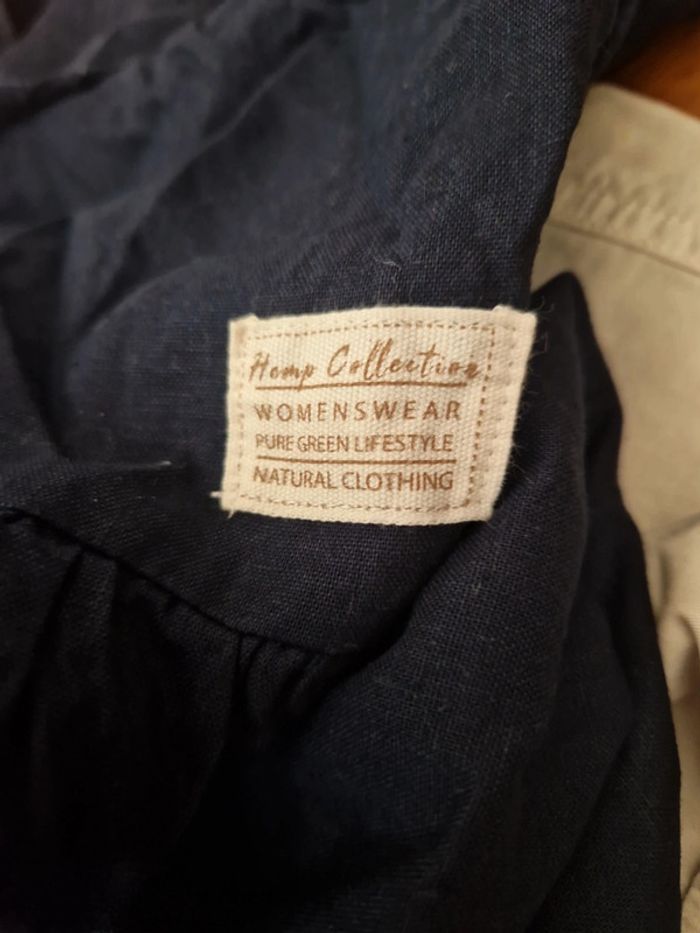 Hemp Collection
WOMENSWEAR
PURE GREEN LIFESTYLE
NATURAL CLOTHING